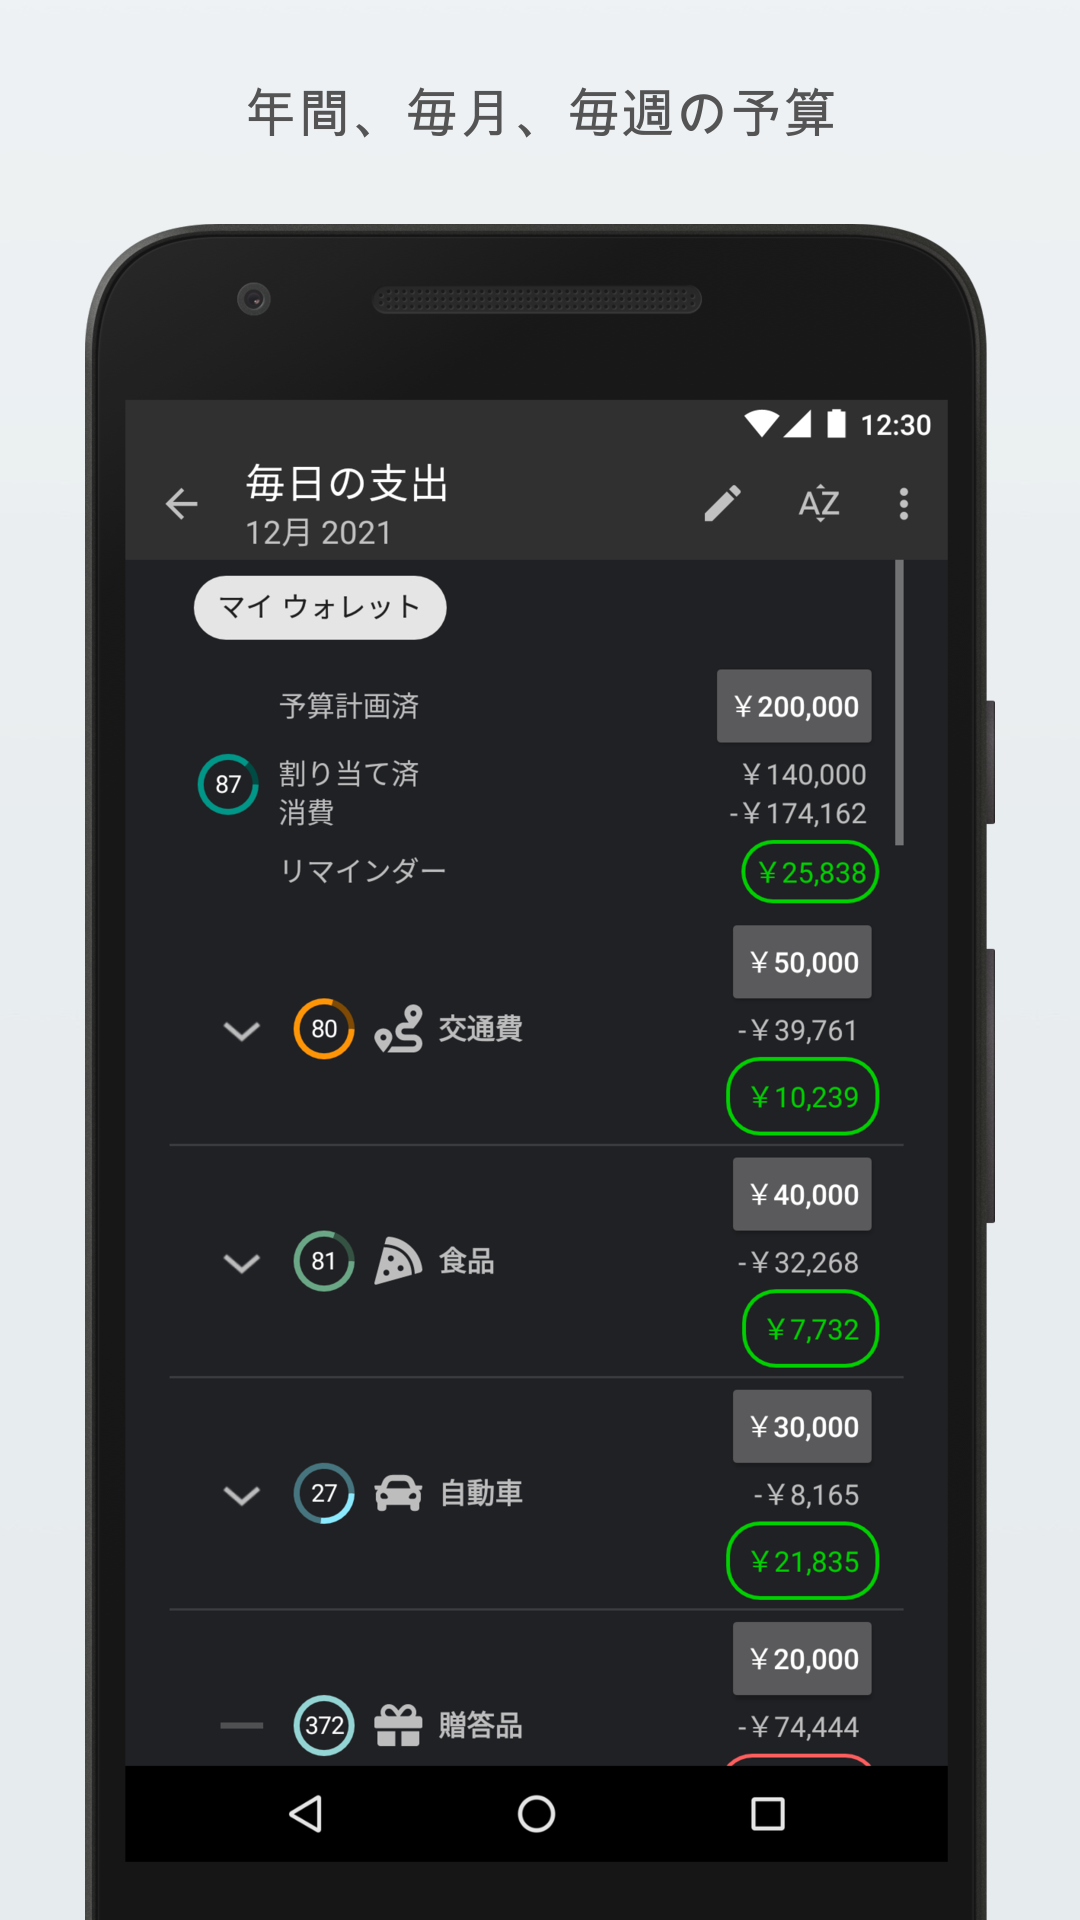 年間、毎月、毎週の予算
12:30
毎日の支出
AZ
12月 2021
マイ ウォレット
予算計画済 ¥200,000
87 割り当て済 ¥140,000
消費 -¥174,162
リマインダー ¥25,838
¥50,000
80 交通費 -¥39,761
¥10,239
¥40,000
81 食品 -¥32,268
¥7,732
¥30,000
27 自動車 -¥8,165
¥21,835
¥20,000
372 贈答品 -¥74,444